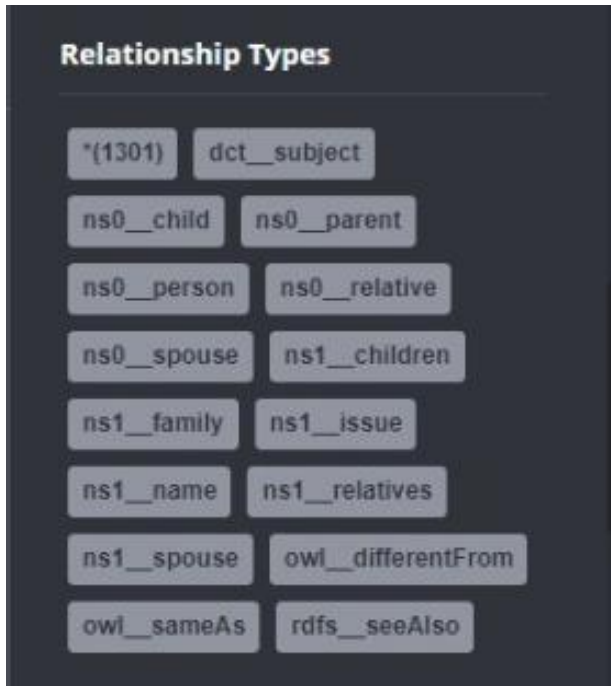 Relationship Types
*(1301) dct__subject
ns0__child ns0__parent
ns0__person ns0__relative
ns0__spouse ns1__children
ns1__family ns1__issue
ns1__name ns1__relatives
ns1__spouse owl__differentFrom
owl__sameAs rdfs__seeAlso